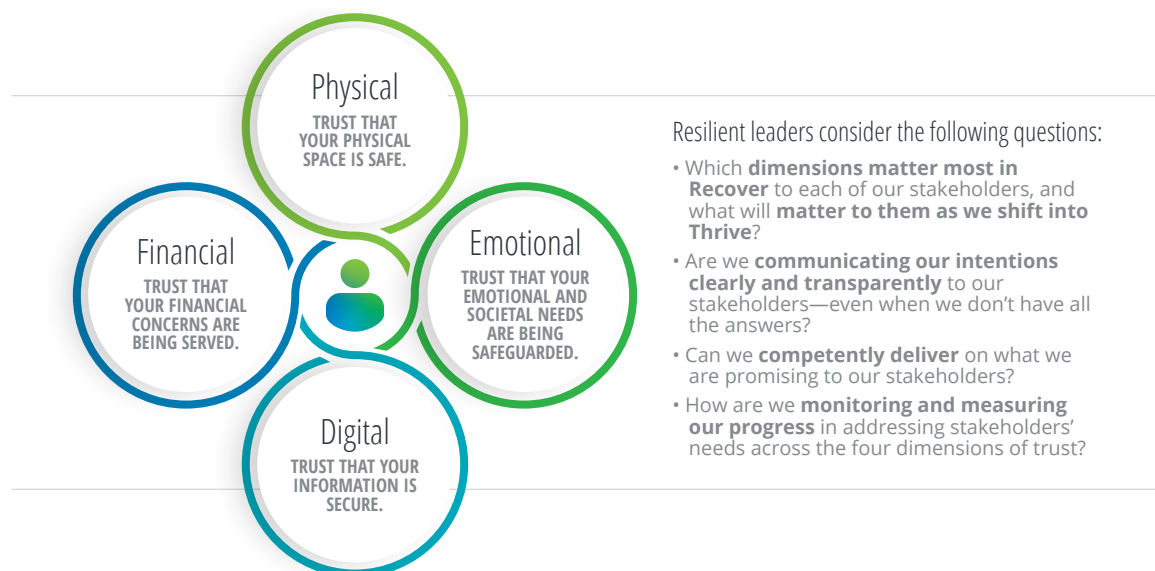 Physical
TRUST THAT
YOUR PHYSICAL
SPACE IS SAFE.
Financial
TRUST THAT
YOUR FINANCIAL
CONCERNS ARE
BEING SERVED.
Emotional
TRUST THAT YOUR
EMOTIONAL AND
SOCIETAL NEEDS
ARE BEING
SAFEGUARDED.
Digital
TRUST THAT YOUR
INFORMATION IS
SECURE.
Resilient leaders consider the following questions:
• Which dimensions matter most in
Recover to each of our stakeholders, and
what will matter to them as we shift into
Thrive?
• Are we communicating our intentions
clearly and transparently to our
stakeholders—even when we don’t have all
the answers?
• Can we competently deliver on what we
are promising to our stakeholders?
• How are we monitoring and measuring
our progress in addressing stakeholders’
needs across the four dimensions of trust?